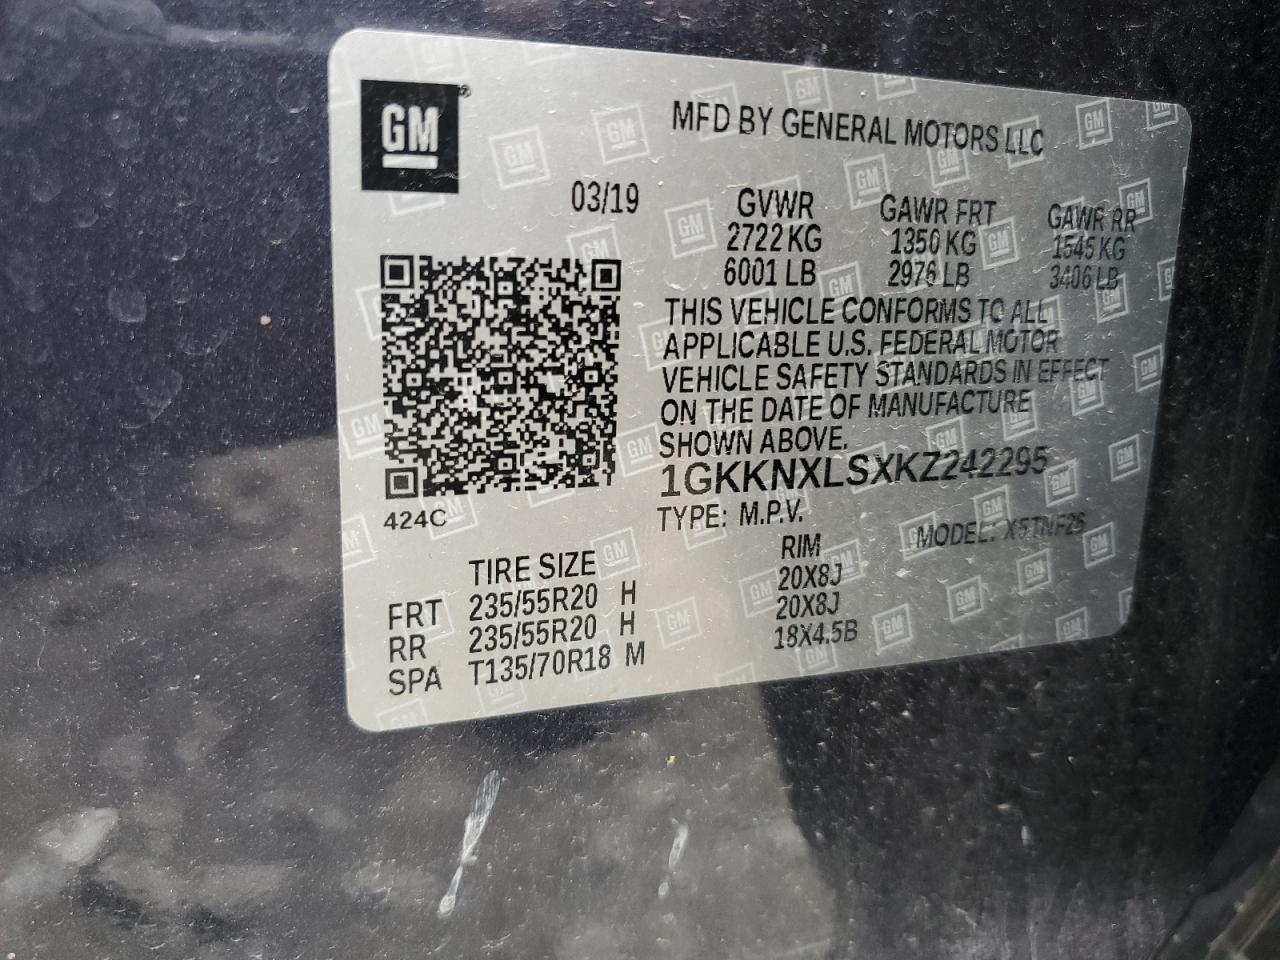 GM®
MFD BY GENERAL MOTORS LLC
03/19
GVWR GAWR FRT GAWR RR
2722 KG 1350 KG 1545 KG
6001 LB 2976 LB 3406 LB
THIS VEHICLE CONFORMS TO ALL
APPLICABLE U.S. FEDERAL MOTOR
VEHICLE SAFETY STANDARDS IN EFFECT
ON THE DATE OF MANUFACTURE
SHOWN ABOVE.
1GKKNXLSXKZ242295
424C
TYPE: M.P.V. MODEL: X5TNF26
TIRE SIZE RIM
FRT 235/55R20 H 20X8J
RR 235/55R20 H 20X8J
SPA T135/70R18 M 18X4.5B